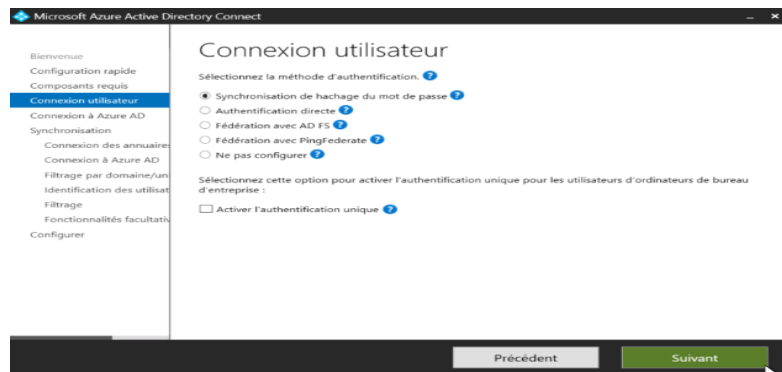 Microsoft Azure Active Directory Connect
Bienvenue
Configuration rapide
Composants requis
Connexion utilisateur
Connexion à Azure AD
Synchronisation
Connexion des annuaires
Connexion à Azure AD
Filtrage par domaine/un
Identification des utilisat
Filtrage
Fonctionnalités facultativ
Configurer
Connexion utilisateur
Sélectionnez la méthode d'authentification. ?
Synchronisation de hachage du mot de passe ?
Authentification directe ?
Fédération avec AD FS ?
Fédération avec PingFederate ?
Ne pas configurer ?
Sélectionnez cette option pour activer l'authentification unique pour les utilisateurs d'ordinateurs de bureau
d'entreprise :
Activer l'authentification unique ?
Précédent
Suivant